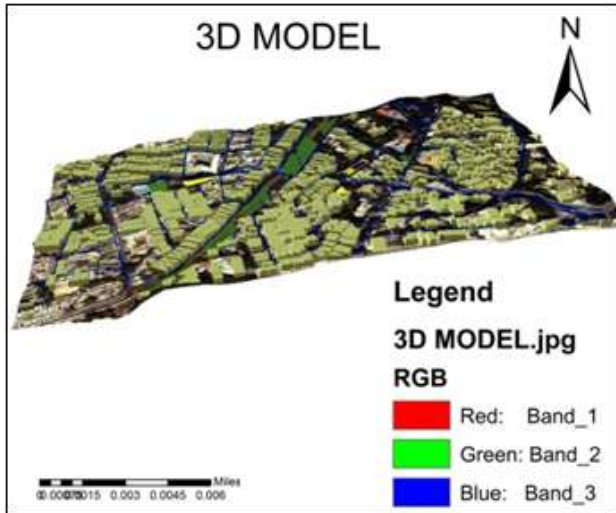 3D MODEL
N
Legend
3D MODEL.jpg
RGB
Red: Band_1
Green: Band_2
Blue: Band_3
Miles
0.003 0.0045 0.006